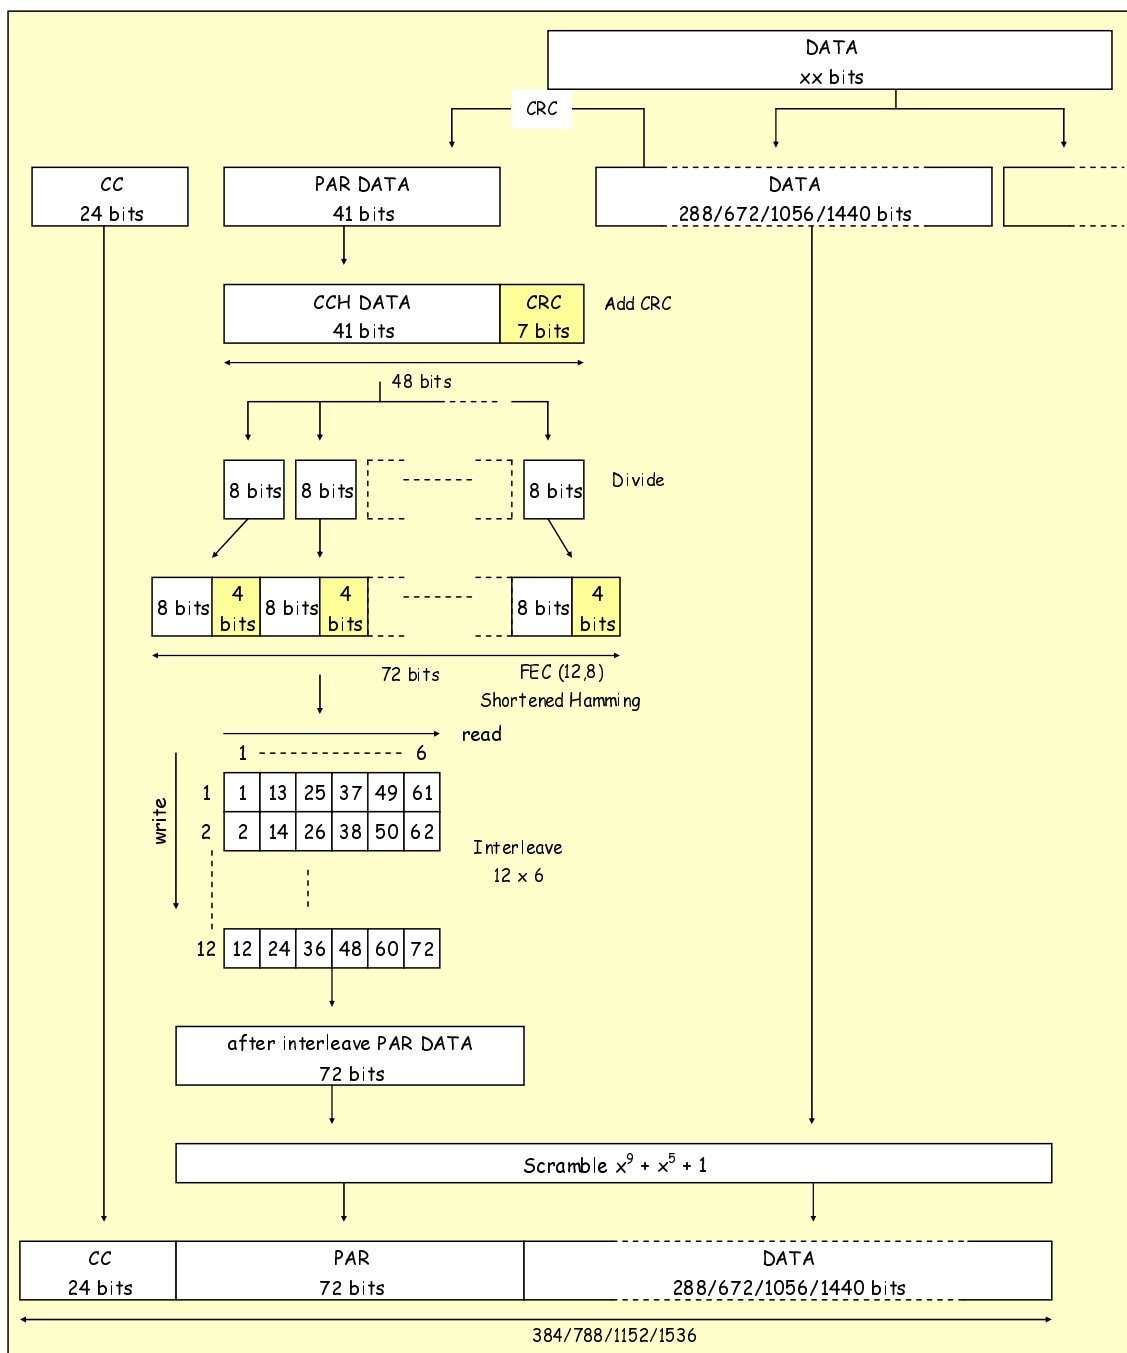 DATA
xx bits
CRC
CC
24 bits
PAR DATA
41 bits
DATA
288/672/1056/1440 bits
CCH DATA
41 bits
CRC
7 bits
Add CRC
48 bits
8 bits
8 bits
8 bits
Divide
8 bits
4
bits
8 bits
4
bits
8 bits
4
bits
72 bits
FEC (12,8)
Shortened Hamming
read
1 6
write
1 1 13 25 37 49 61
2 2 14 26 38 50 62
Interleave
12 x 6
12 12 24 36 48 60 72
after interleave PAR DATA
72 bits
Scramble x⁹ + x⁵ + 1
CC
24 bits
PAR
72 bits
DATA
288/672/1056/1440 bits
384/788/1152/1536